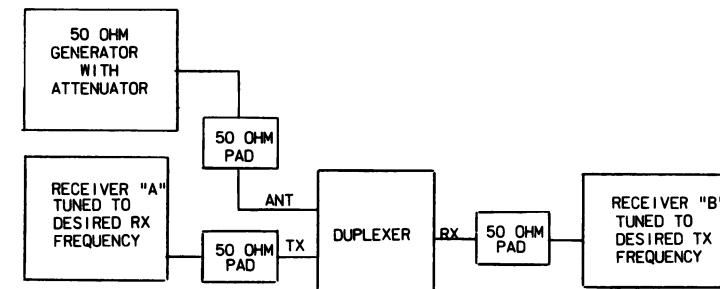 50 OHM
GENERATOR
WITH
ATTENUATOR
50 OHM
PAD
RECEIVER "A"
TUNED TO
DESIRED RX
FREQUENCY
50 OHM
PAD
ANT
TX
DUPLEXER
RX
50 OHM
PAD
RECEIVER "B"
TUNED TO
DESIRED TX
FREQUENCY